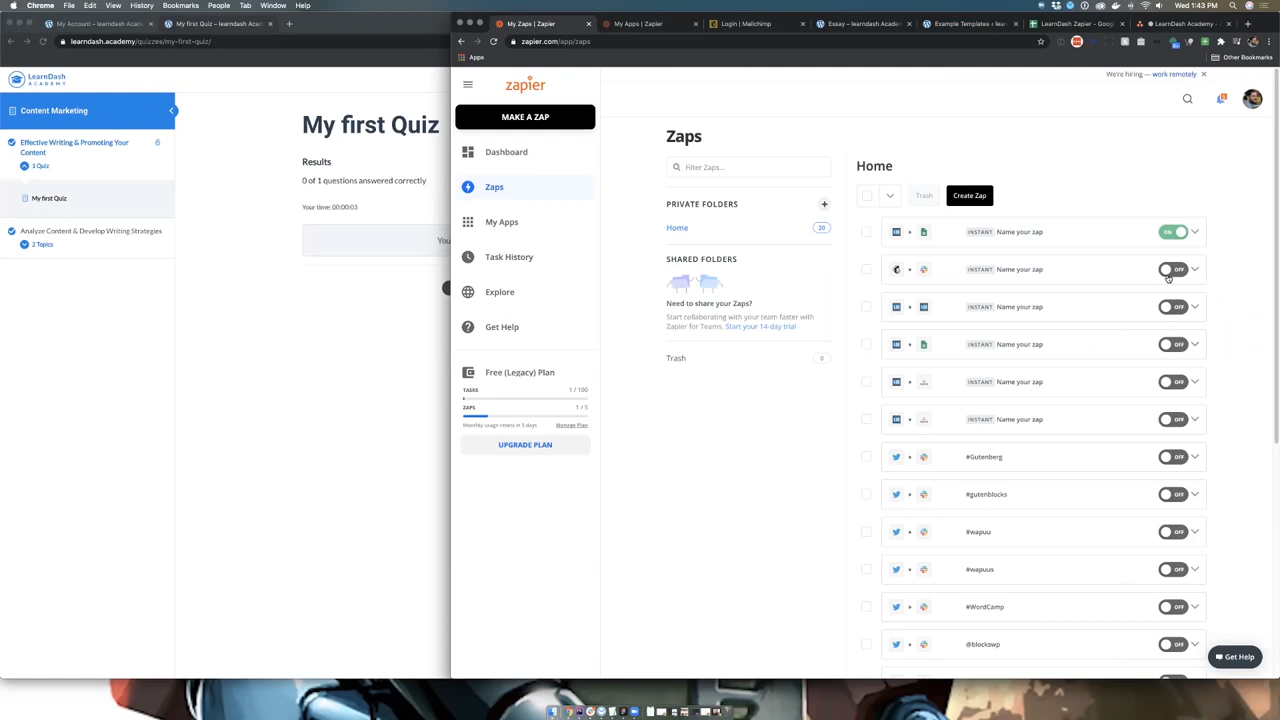 Chrome File Edit View History Bookmarks People Tab Window Help
Wed 1:43 PM
My Account – learndash Acad
My first Quiz – learndash Acad
learndash.academy/quizzes/my-first-quiz/
LearnDash
ACADEMY
Content Marketing
Effective Writing & Promoting Your
Content
1 Quiz
My first Quiz
Analyze Content & Develop Writing Strategies
2 Topics
My first Quiz
Results
0 of 1 questions answered correctly
Your time: 00:00:03
You
My Zaps | Zapier
My Apps | Zapier
Login | Mailchimp
Essay – learndash Academ
Example Templates ‹ lear
LearnDash Zapier - Goog
LearnDash Academy -
zapier.com/app/zaps
Apps
Other Bookmarks
We're hiring — work remotely
zapier
MAKE A ZAP
Dashboard
Zaps
My Apps
Task History
Explore
Get Help
Free (Legacy) Plan
TASKS 1 / 100
ZAPS 1 / 5
Monthly usage resets in 5 days Manage Plan
UPGRADE PLAN
Zaps
Filter Zaps...
PRIVATE FOLDERS
Home 20
SHARED FOLDERS
Need to share your Zaps?
Start collaborating with your team faster with
Zapier for Teams. Start your 14-day trial
Trash 0
Home
Trash Create Zap
INSTANT Name your zap ON
INSTANT Name your zap OFF
INSTANT Name your zap OFF
INSTANT Name your zap OFF
INSTANT Name your zap OFF
INSTANT Name your zap OFF
#Gutenberg OFF
#gutenblocks OFF
#wapuu OFF
#wapuus OFF
#WordCamp OFF
@blockswp OFF
Get Help